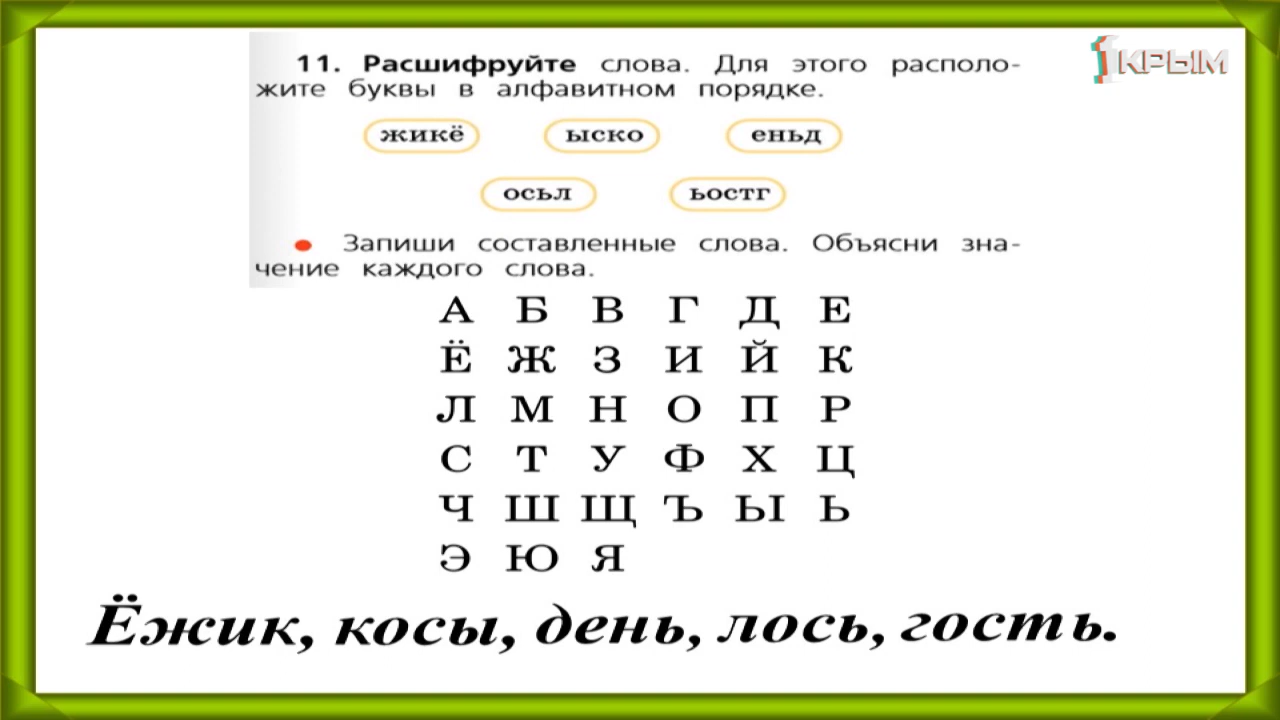 11. Расшифруйте слова. Для этого располо-
жите буквы в алфавитном порядке.
жикё ыско еньд
осьл ьостг
• Запиши составленные слова. Объясни зна-
чение каждого слова.
А Б В Г Д Е
Ё Ж З И Й К
Л М Н О П Р
С Т У Ф Х Ц
Ч Ш Щ Ъ Ы Ь
Э Ю Я
Ёжик, косы, день, лось, гость.
1КРЫМ